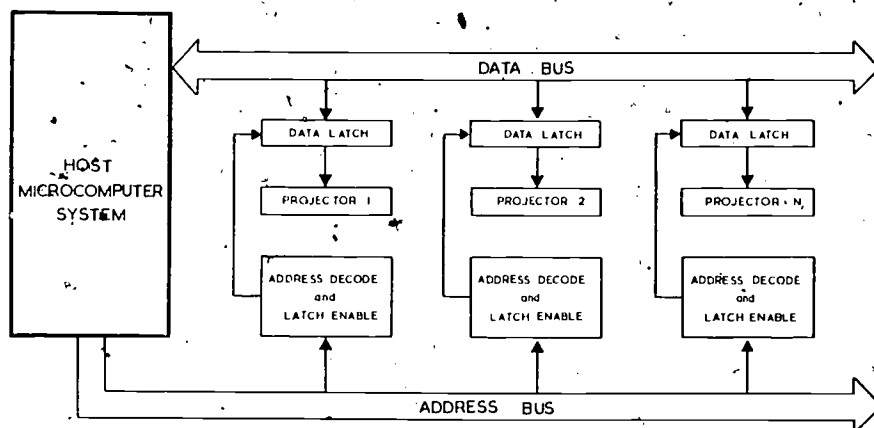 DATA BUS
HOST
MICROCOMPUTER
SYSTEM
DATA LATCH
DATA LATCH
DATA LATCH
PROJECTOR 1
PROJECTOR 2
PROJECTOR N
ADDRESS DECODE
and
LATCH ENABLE
ADDRESS DECODE
and
LATCH ENABLE
ADDRESS DECODE
and
LATCH ENABLE
ADDRESS BUS